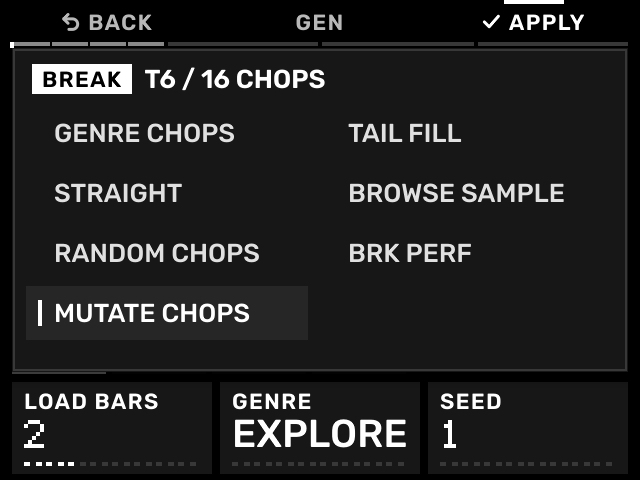 BACK GEN APPLY
BREAK T6 / 16 CHOPS
GENRE CHOPS TAIL FILL
STRAIGHT BROWSE SAMPLE
RANDOM CHOPS BRK PERF
MUTATE CHOPS
LOAD BARS GENRE SEED
2 EXPLORE 1